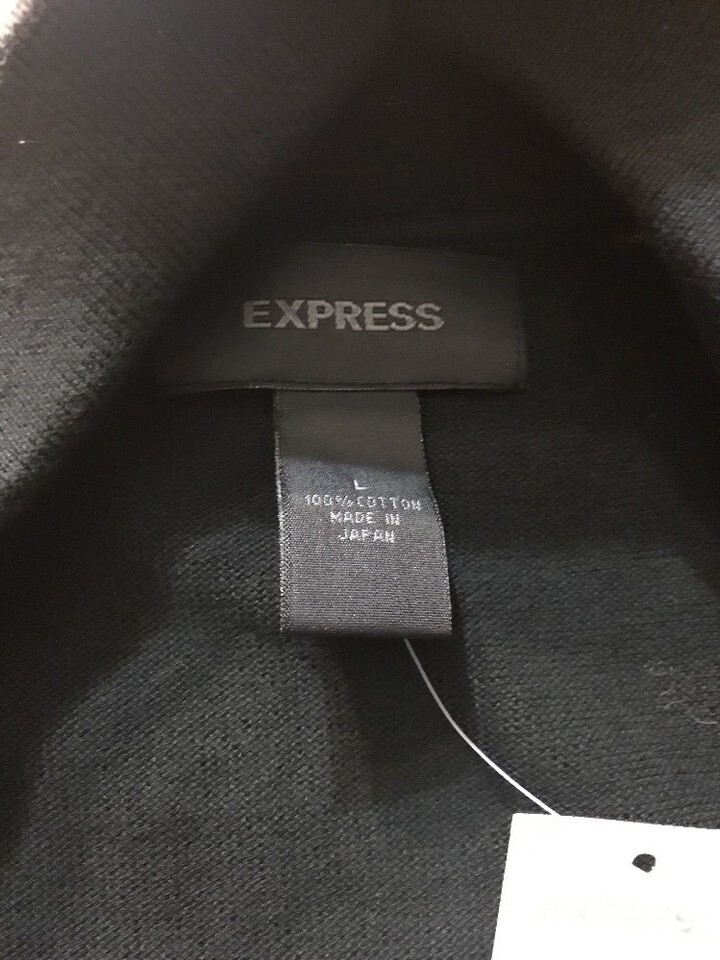 EXPRESS
L
100% COTTON
MADE IN
JAPAN